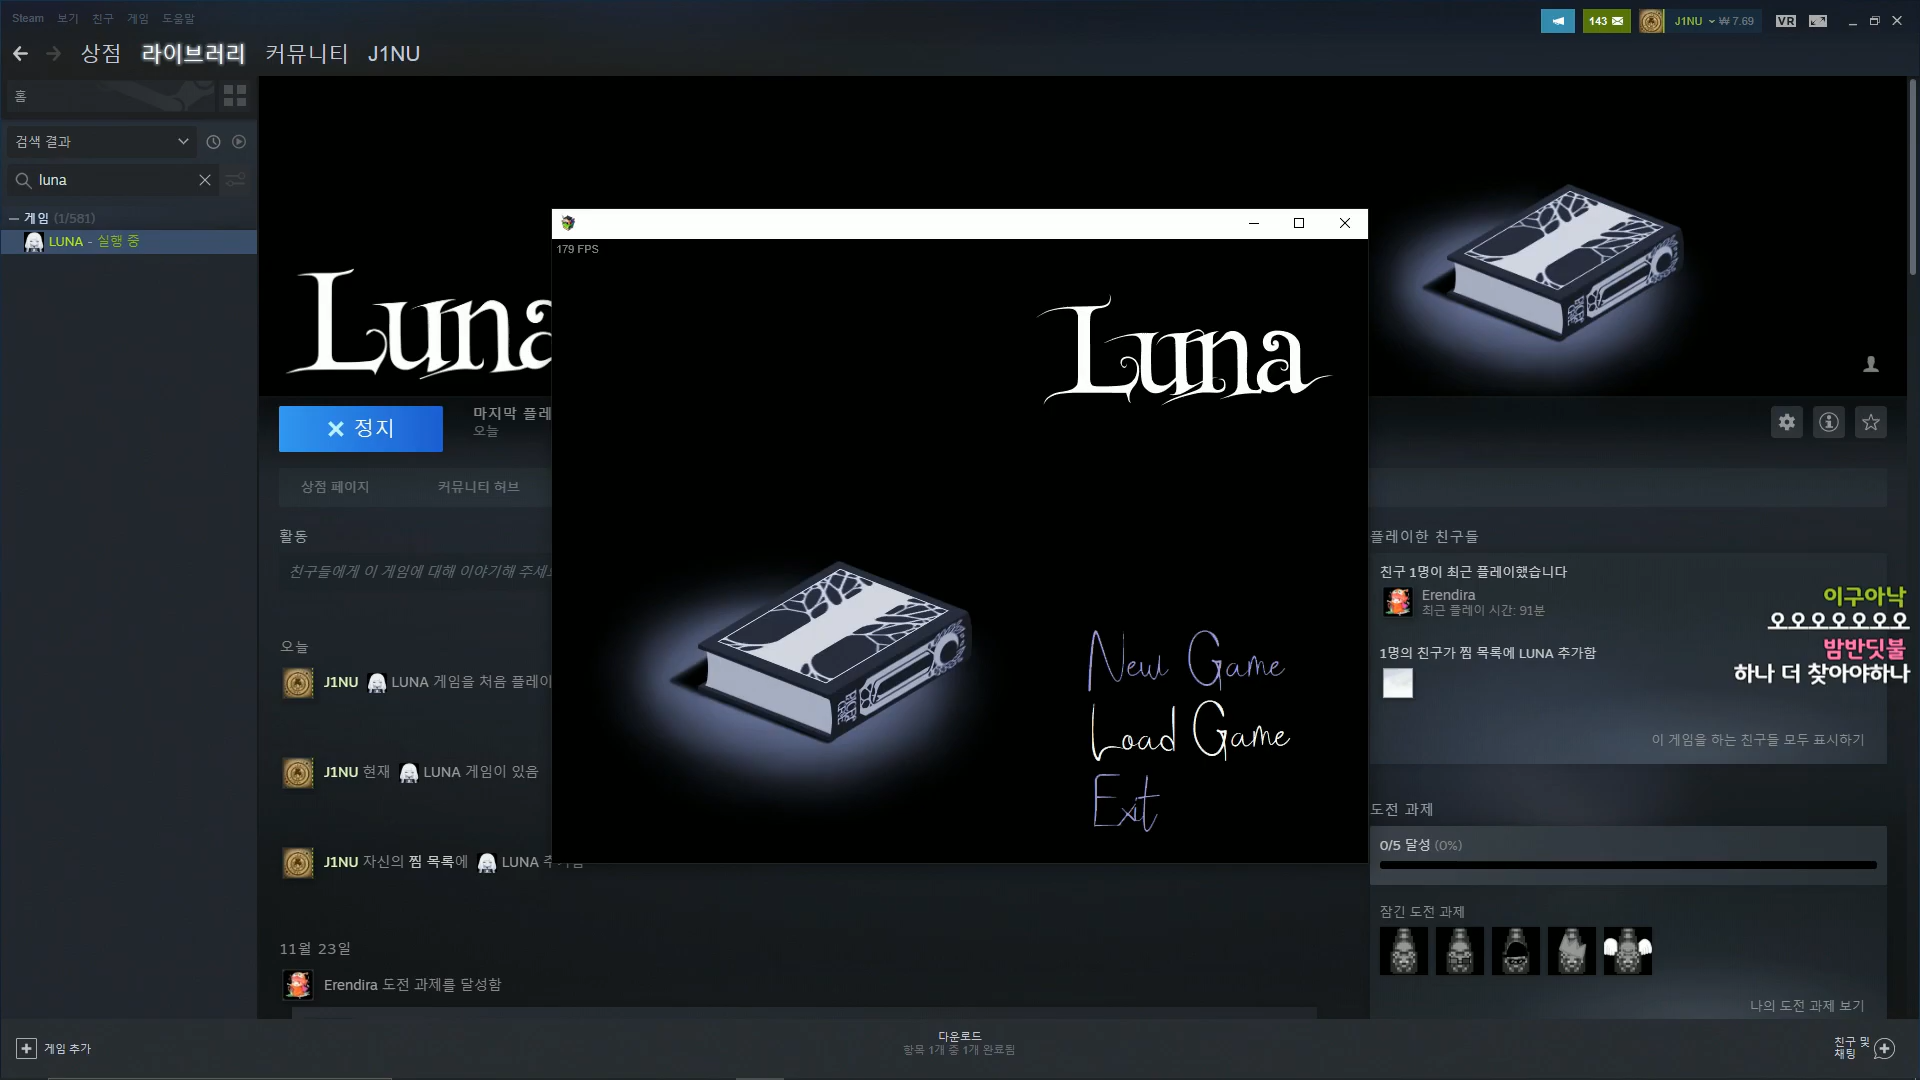 Steam 보기 친구 게임 도움말
143
J1NU ₩ 7.69
VR
상점 라이브러리 커뮤니티 J1NU
홈
검색 결과
luna
게임 (1/581)
LUNA - 실행 중
179 FPS
Luna
Luna
정지
마지막 플레
오늘
상점 페이지 커뮤니티 허브
활동
친구들에게 이 게임에 대해 이야기해 주세
오늘
J1NU LUNA 게임을 처음 플레이
J1NU 현재 LUNA 게임이 있음
J1NU 자신의 찜 목록에 LUNA
11월 23일
Erendira 도전 과제를 달성함
New Game
Load Game
Exit
플레이한 친구들
친구 1명이 최근 플레이했습니다
Erendira
최근 플레이 시간: 91분
1명의 친구가 찜 목록에 LUNA 추가함
이 게임을 하는 친구들 모두 표시하기
도전 과제
0/5 달성 (0%)
잠긴 도전 과제
나의 도전 과제 보기
이구아낙
오오오오오오오
밤반딧불
하나 더 찾아야하나
게임 추가
다운로드
항목 1개 중 1개 완료됨
친구 및
채팅